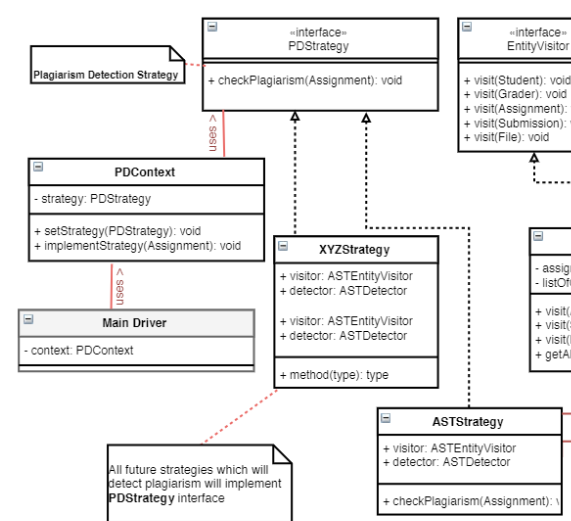 «interface»
PDStrategy
+ checkPlagiarism(Assignment): void
Plagiarism Detection Strategy
«interface»
EntityVisitor
+ visit(Student): void
+ visit(Grader): void
+ visit(Assignment):
+ visit(Submission):
+ visit(File): void
uses >
PDContext
- strategy: PDStrategy
+ setStrategy(PDStrategy): void
+ implementStrategy(Assignment): void
uses >
Main Driver
- context: PDContext
XYZStrategy
+ visitor: ASTEntityVisitor
+ detector: ASTDetector
+ visitor: ASTEntityVisitor
+ detector: ASTDetector
+ method(type): type
- assig
- listOf
+ visit(
+ visit(
+ visit(
+ getA
All future strategies which will
detect plagiarism will implement
PDStrategy interface
ASTStrategy
+ visitor: ASTEntityVisitor
+ detector: ASTDetector
+ checkPlagiarism(Assignment):